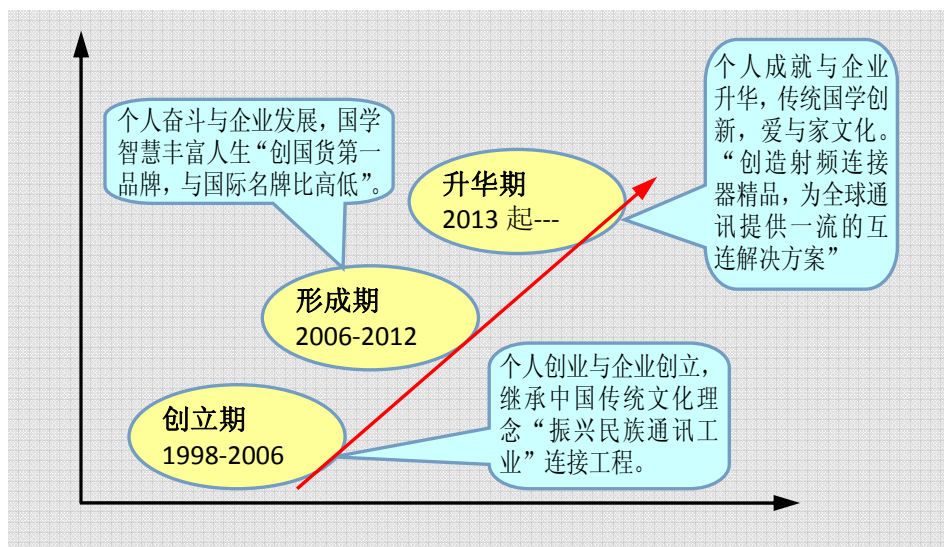 个人成就与企业
升华，传统国学创
新，爱与家文化。
“创造射频连接
器精品，为全球通
讯提供一流的互
连解决方案”
个人奋斗与企业发展，国学
智慧丰富人生“创国货第一
品牌，与国际名牌比高低”。
升华期
2013 起---
形成期
2006-2012
个人创业与企业创立，
继承中国传统文化理
念“振兴民族通讯工
业”连接工程。
创立期
1998-2006